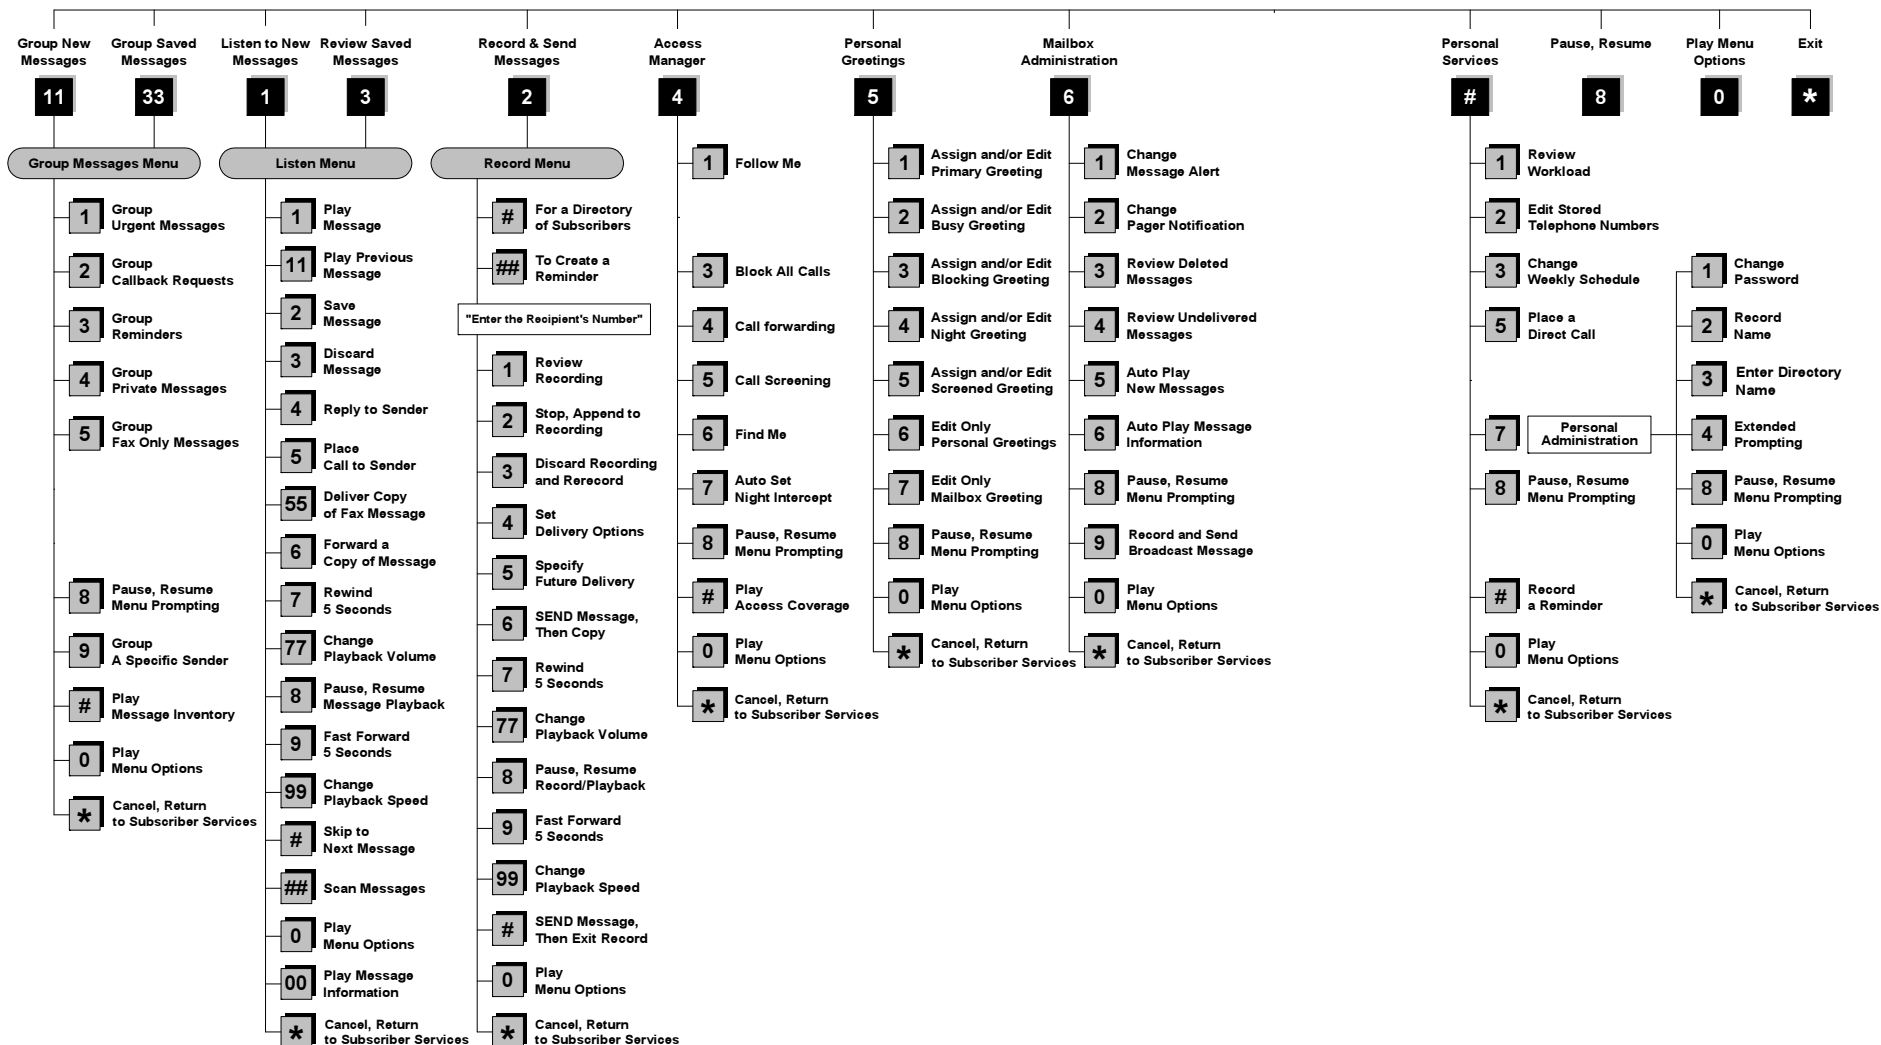 Group New
Messages
11
Group Saved
Messages
33
Listen to New
Messages
1
Review Saved
Messages
3
Record & Send
Messages
2
Access
Manager
4
Personal
Greetings
5
Mailbox
Administration
6
Personal
Services
#
Pause, Resume
8
Play Menu
Options
0
Exit
*
Group Messages Menu
1
Group
Urgent Messages
2
Group
Callback Requests
3
Group
Reminders
4
Group
Private Messages
5
Group
Fax Only Messages
8
Pause, Resume
Menu Prompting
9
Group
A Specific Sender
#
Play
Message Inventory
0
Play
Menu Options
*
Cancel, Return
to Subscriber Services
Listen Menu
1
Play
Message
11
Play Previous
Message
2
Save
Message
3
Discard
Message
4
Reply to Sender
5
Place
Call to Sender
55
Deliver Copy
of Fax Message
6
Forward a
Copy of Message
7
Rewind
5 Seconds
77
Change
Playback Volume
8
Pause, Resume
Message Playback
9
Fast Forward
5 Seconds
99
Change
Playback Speed
#
Skip to
Next Message
##
Scan Messages
0
Play
Menu Options
00
Play Message
Information
*
Cancel, Return
to Subscriber Services
Record Menu
#
For a Directory
of Subscribers
##
To Create a
Reminder
"Enter the Recipient's Number"
1
Review
Recording
2
Stop, Append to
Recording
3
Discard Recording
and Rerecord
4
Set
Delivery Options
5
Specify
Future Delivery
6
SEND Message,
Then Copy
7
Rewind
5 Seconds
77
Change
Playback Volume
8
Pause, Resume
Record/Playback
9
Fast Forward
5 Seconds
99
Change
Playback Speed
#
SEND Message,
Then Exit Record
0
Play
Menu Options
*
Cancel, Return
to Subscriber Services
1
Follow Me
3
Block All Calls
4
Call forwarding
5
Call Screening
6
Find Me
7
Auto Set
Night Intercept
8
Pause, Resume
Menu Prompting
#
Play
Access Coverage
0
Play
Menu Options
*
Cancel, Return
to Subscriber Services
1
Assign and/or Edit
Primary Greeting
2
Assign and/or Edit
Busy Greeting
3
Assign and/or Edit
Blocking Greeting
4
Assign and/or Edit
Night Greeting
5
Assign and/or Edit
Screened Greeting
6
Edit Only
Personal Greetings
7
Edit Only
Mailbox Greeting
8
Pause, Resume
Menu Prompting
0
Play
Menu Options
*
Cancel, Return
to Subscriber Services
1
Change
Message Alert
2
Change
Pager Notification
3
Review Deleted
Messages
4
Review Undelivered
Messages
5
Auto Play
New Messages
6
Auto Play Message
Information
8
Pause, Resume
Menu Prompting
9
Record and Send
Broadcast Message
0
Play
Menu Options
*
Cancel, Return
to Subscriber Services
1
Review
Workload
2
Edit Stored
Telephone Numbers
3
Change
Weekly Schedule
5
Place a
Direct Call
7
Personal
Administration
8
Pause, Resume
Menu Prompting
#
Record
a Reminder
0
Play
Menu Options
*
Cancel, Return
to Subscriber Services
1
Change
Password
2
Record
Name
3
Enter Directory
Name
4
Extended
Prompting
8
Pause, Resume
Menu Prompting
0
Play
Menu Options
*
Cancel, Return
to Subscriber Services